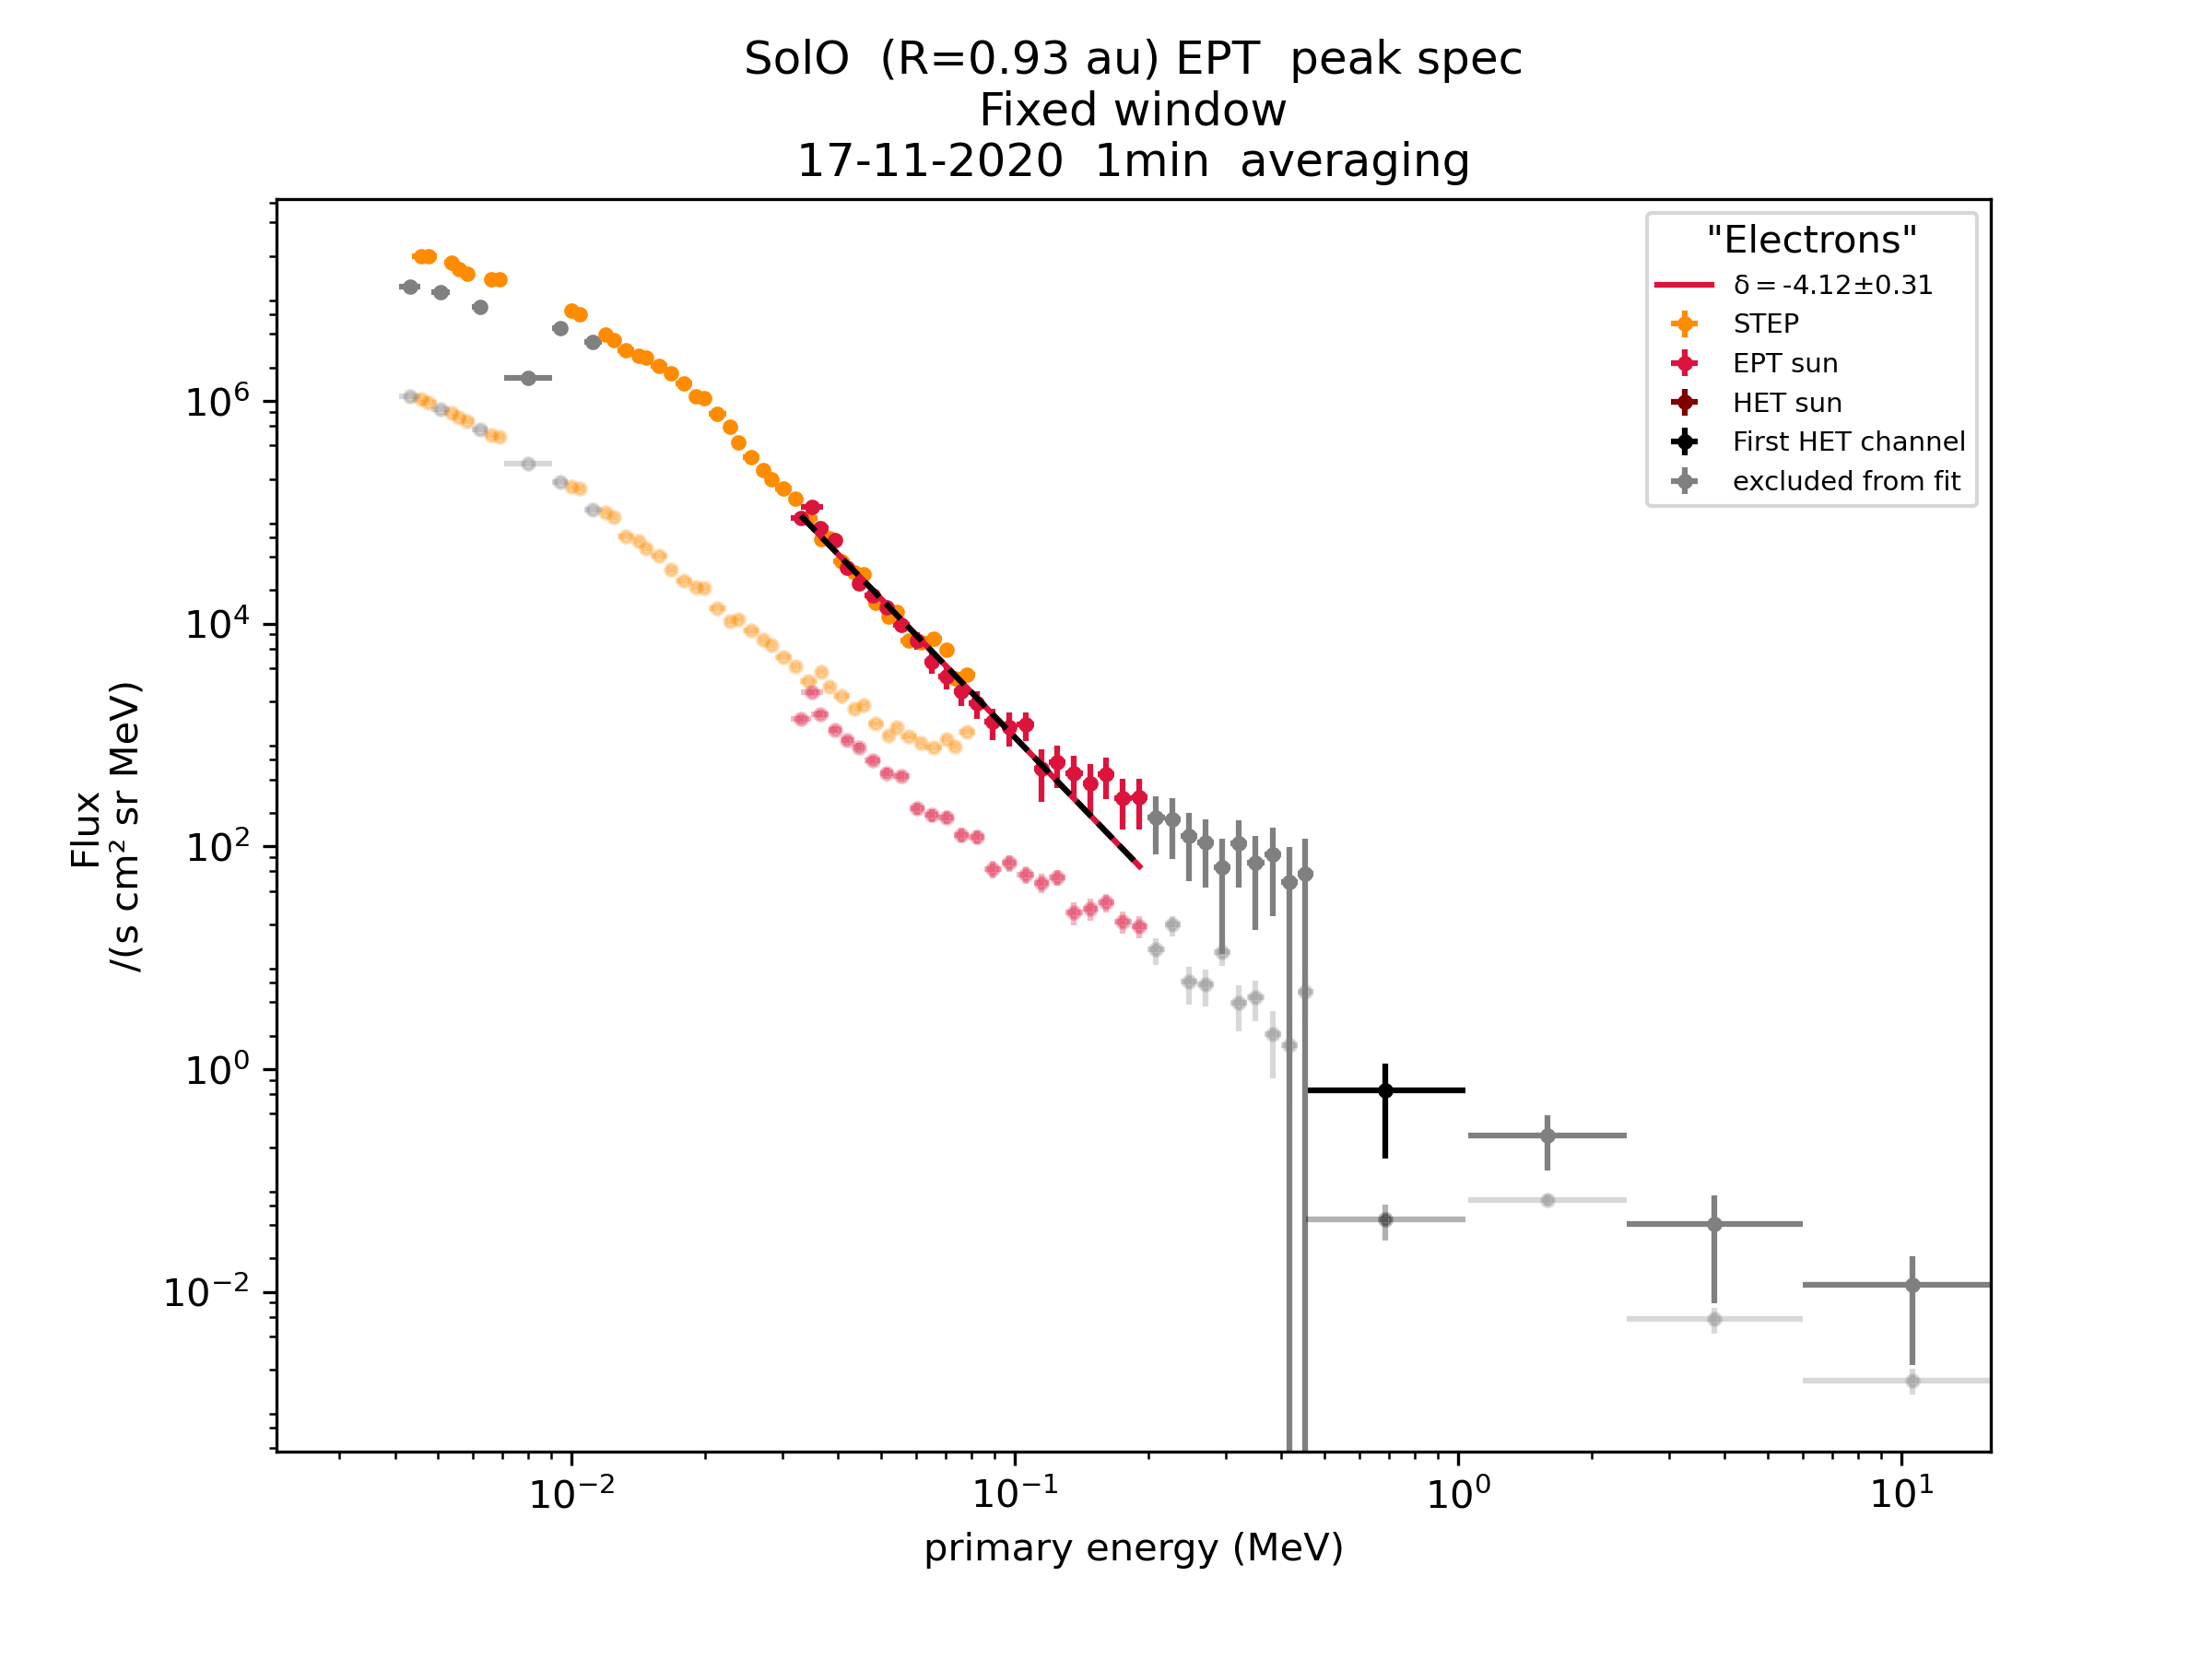 SolO  (R=0.93 au) EPT  peak spec
Fixed window
17-11-2020  1min  averaging
"Electrons"
δ = -4.12±0.31
STEP
EPT sun
HET sun
First HET channel
excluded from fit
Flux
/(s cm² sr MeV)
10⁶
10⁴
10²
10⁰
10⁻²
10⁻²
10⁻¹
10⁰
10¹
primary energy (MeV)